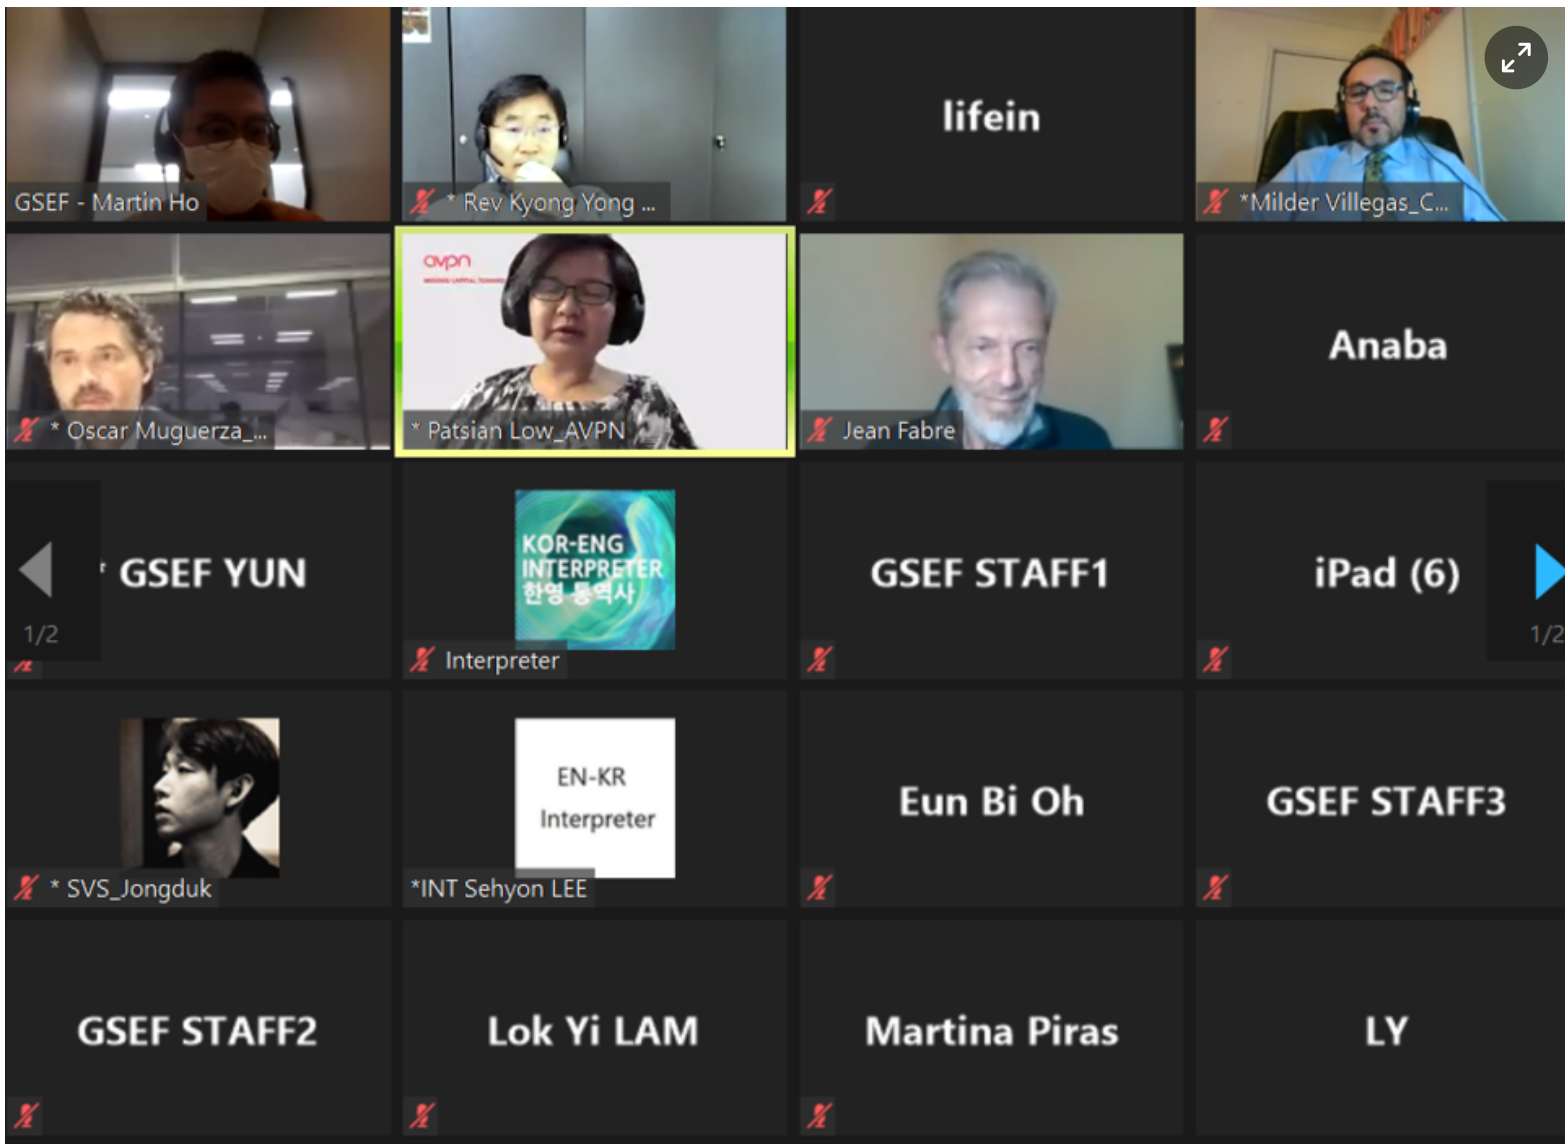 GSEF - Martin Ho
* Rev Kyong Yong ...
lifein
*Milder Villegas_C...
* Oscar Muguerza_...
avpn
* Patsian Low_AVPN
Jean Fabre
Anaba
* GSEF YUN
1/2
KOR-ENG
INTERPRETER
한영 통역사
Interpreter
GSEF STAFF1
iPad (6)
1/2
* SVS_Jongduk
EN-KR
Interpreter
*INT Sehyon LEE
Eun Bi Oh
GSEF STAFF3
GSEF STAFF2
Lok Yi LAM
Martina Piras
LY